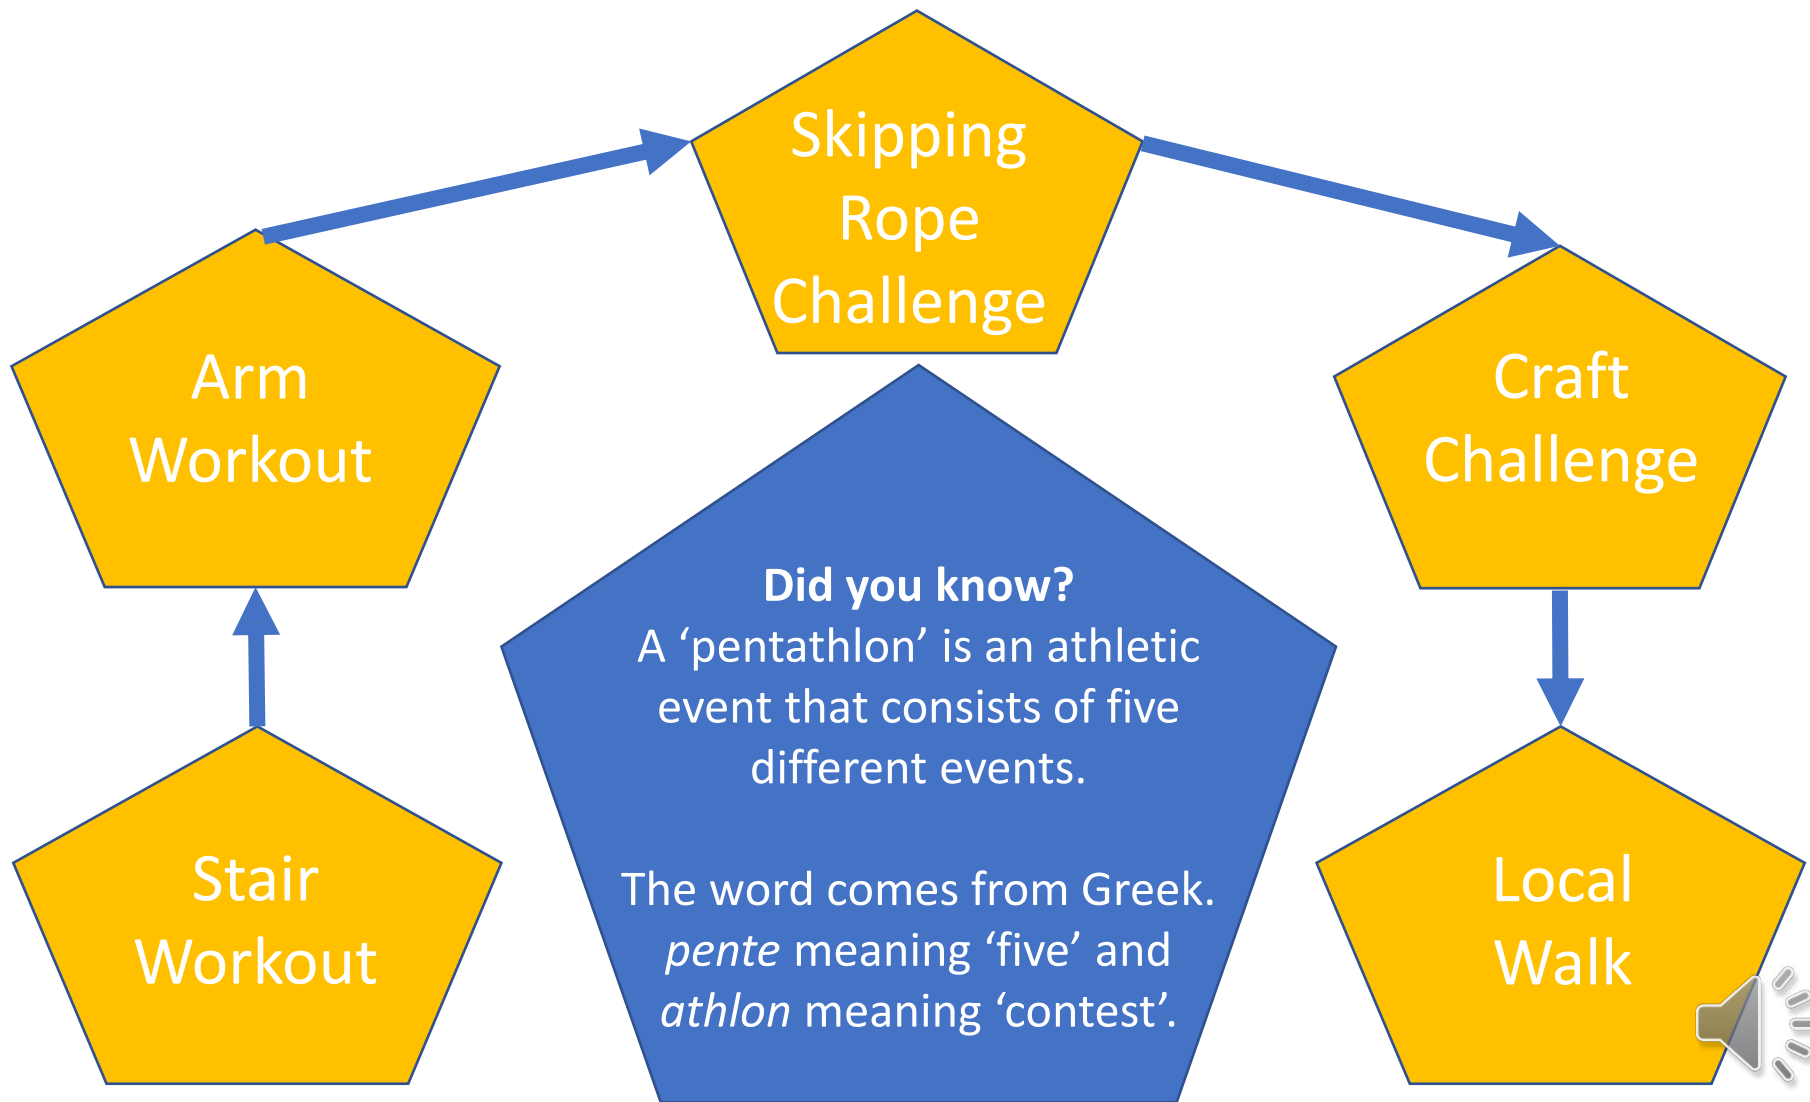 Skipping
Rope
Challenge
Arm
Workout
Craft
Challenge
Did you know?
A ‘pentathlon’ is an athletic
event that consists of five
different events.
The word comes from Greek.
pente meaning ‘five’ and
athlon meaning ‘contest’.
Stair
Workout
Local
Walk